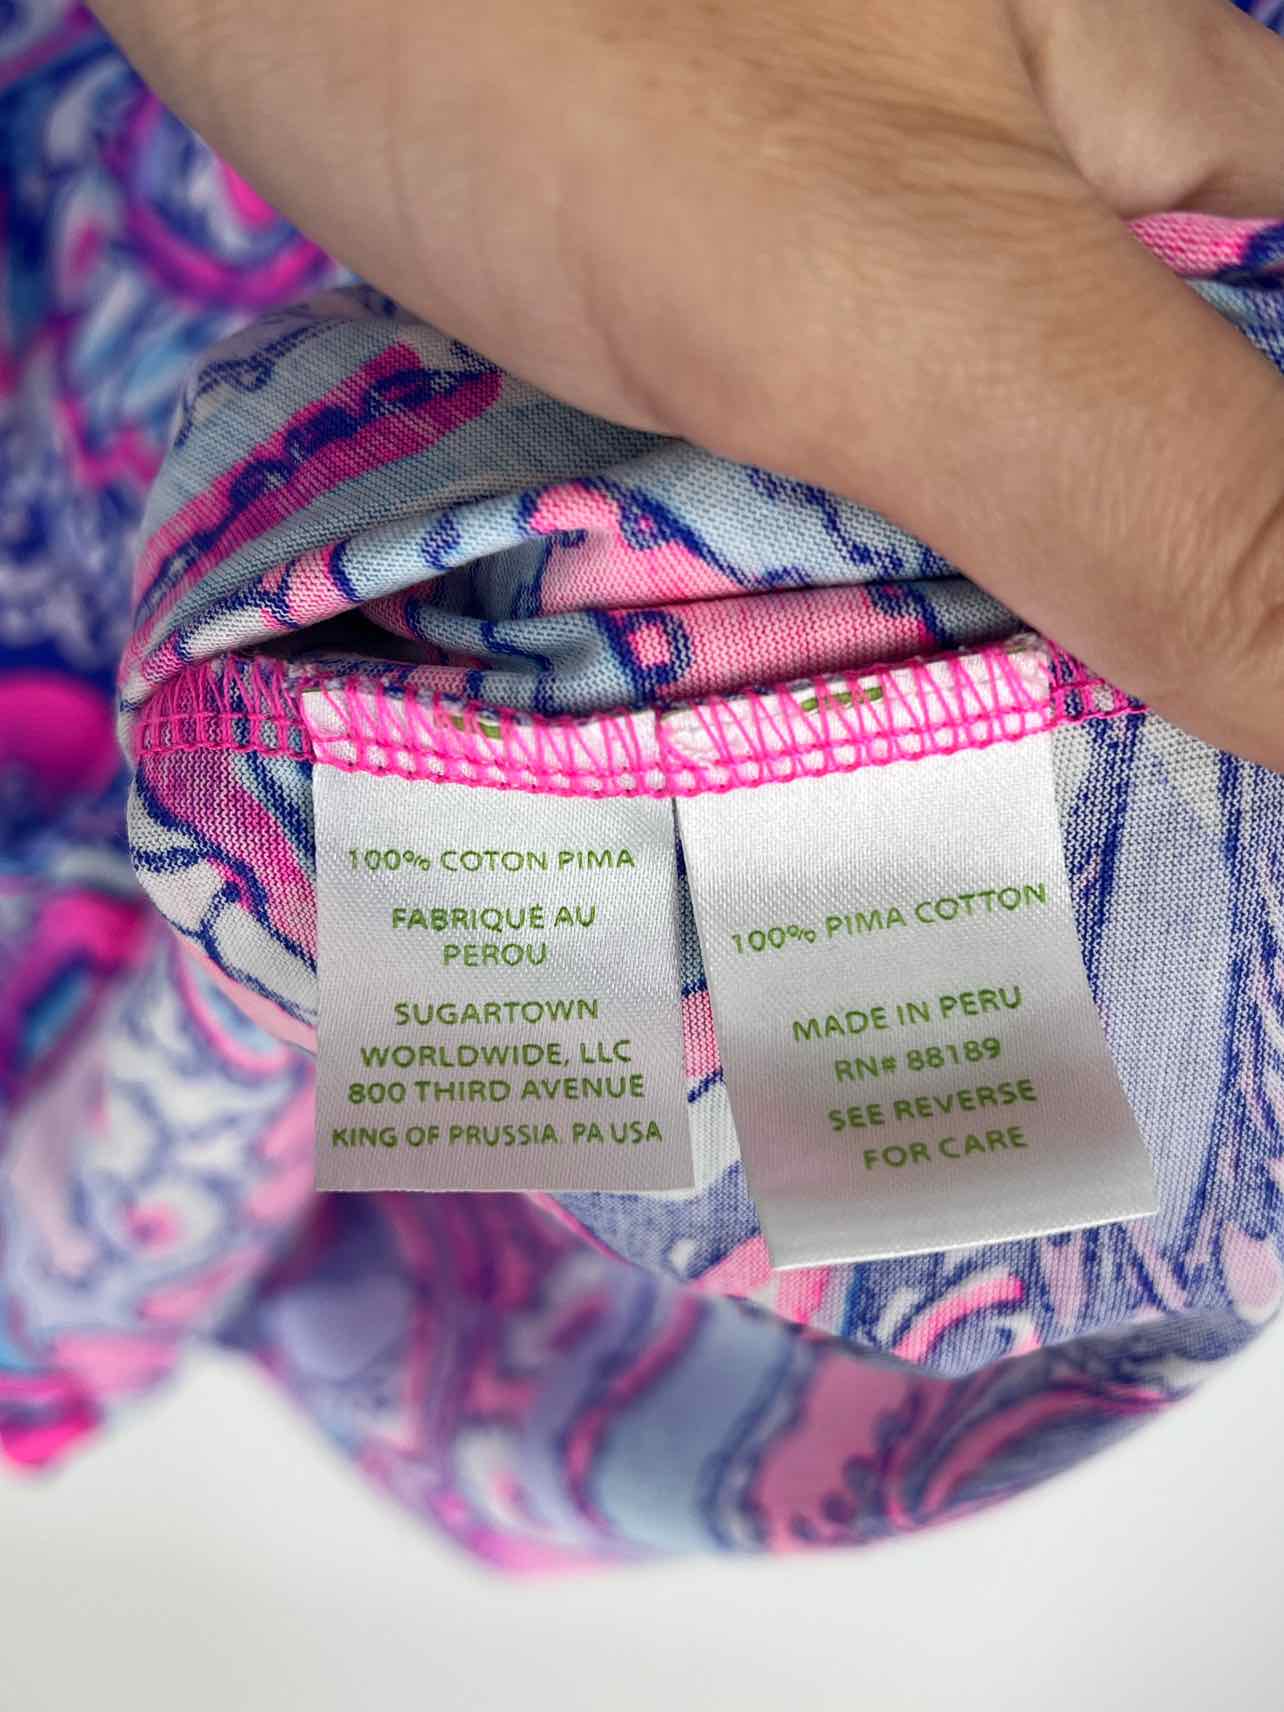 100% COTON PIMA
FABRIQUÉ AU
PEROU
SUGARTOWN
WORLDWIDE, LLC
800 THIRD AVENUE
KING OF PRUSSIA, PA USA
100% PIMA COTTON
MADE IN PERU
RN# 88189
SEE REVERSE
FOR CARE